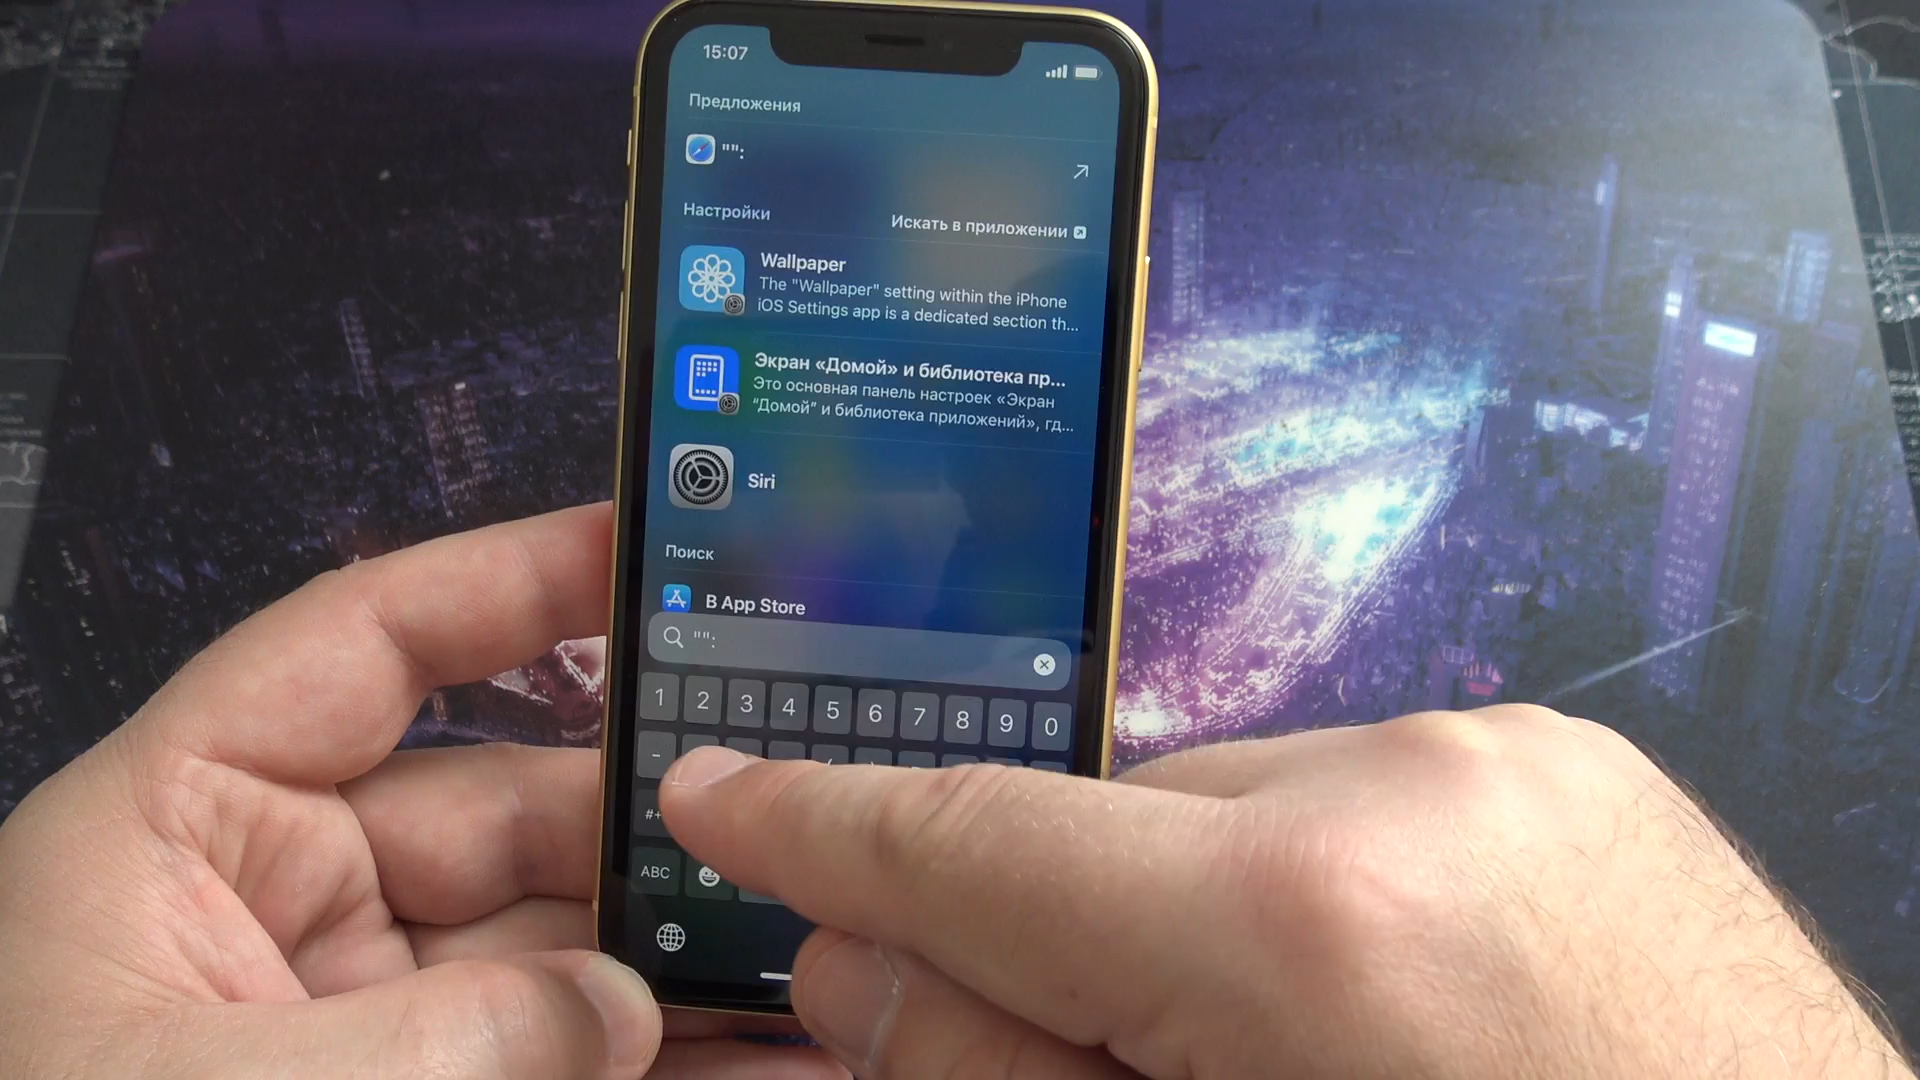 15:07
Предложения
"":
Настройки
Искать в приложении
Wallpaper
The "Wallpaper" setting within the iPhone
iOS Settings app is a dedicated section th...
Экран «Домой» и библиотека пр...
Это основная панель настроек «Экран
"Домой" и библиотека приложений», гд...
Siri
Поиск
В App Store
"":
1 2 3 4 5 6 7 8 9 0
-
#+
ABC